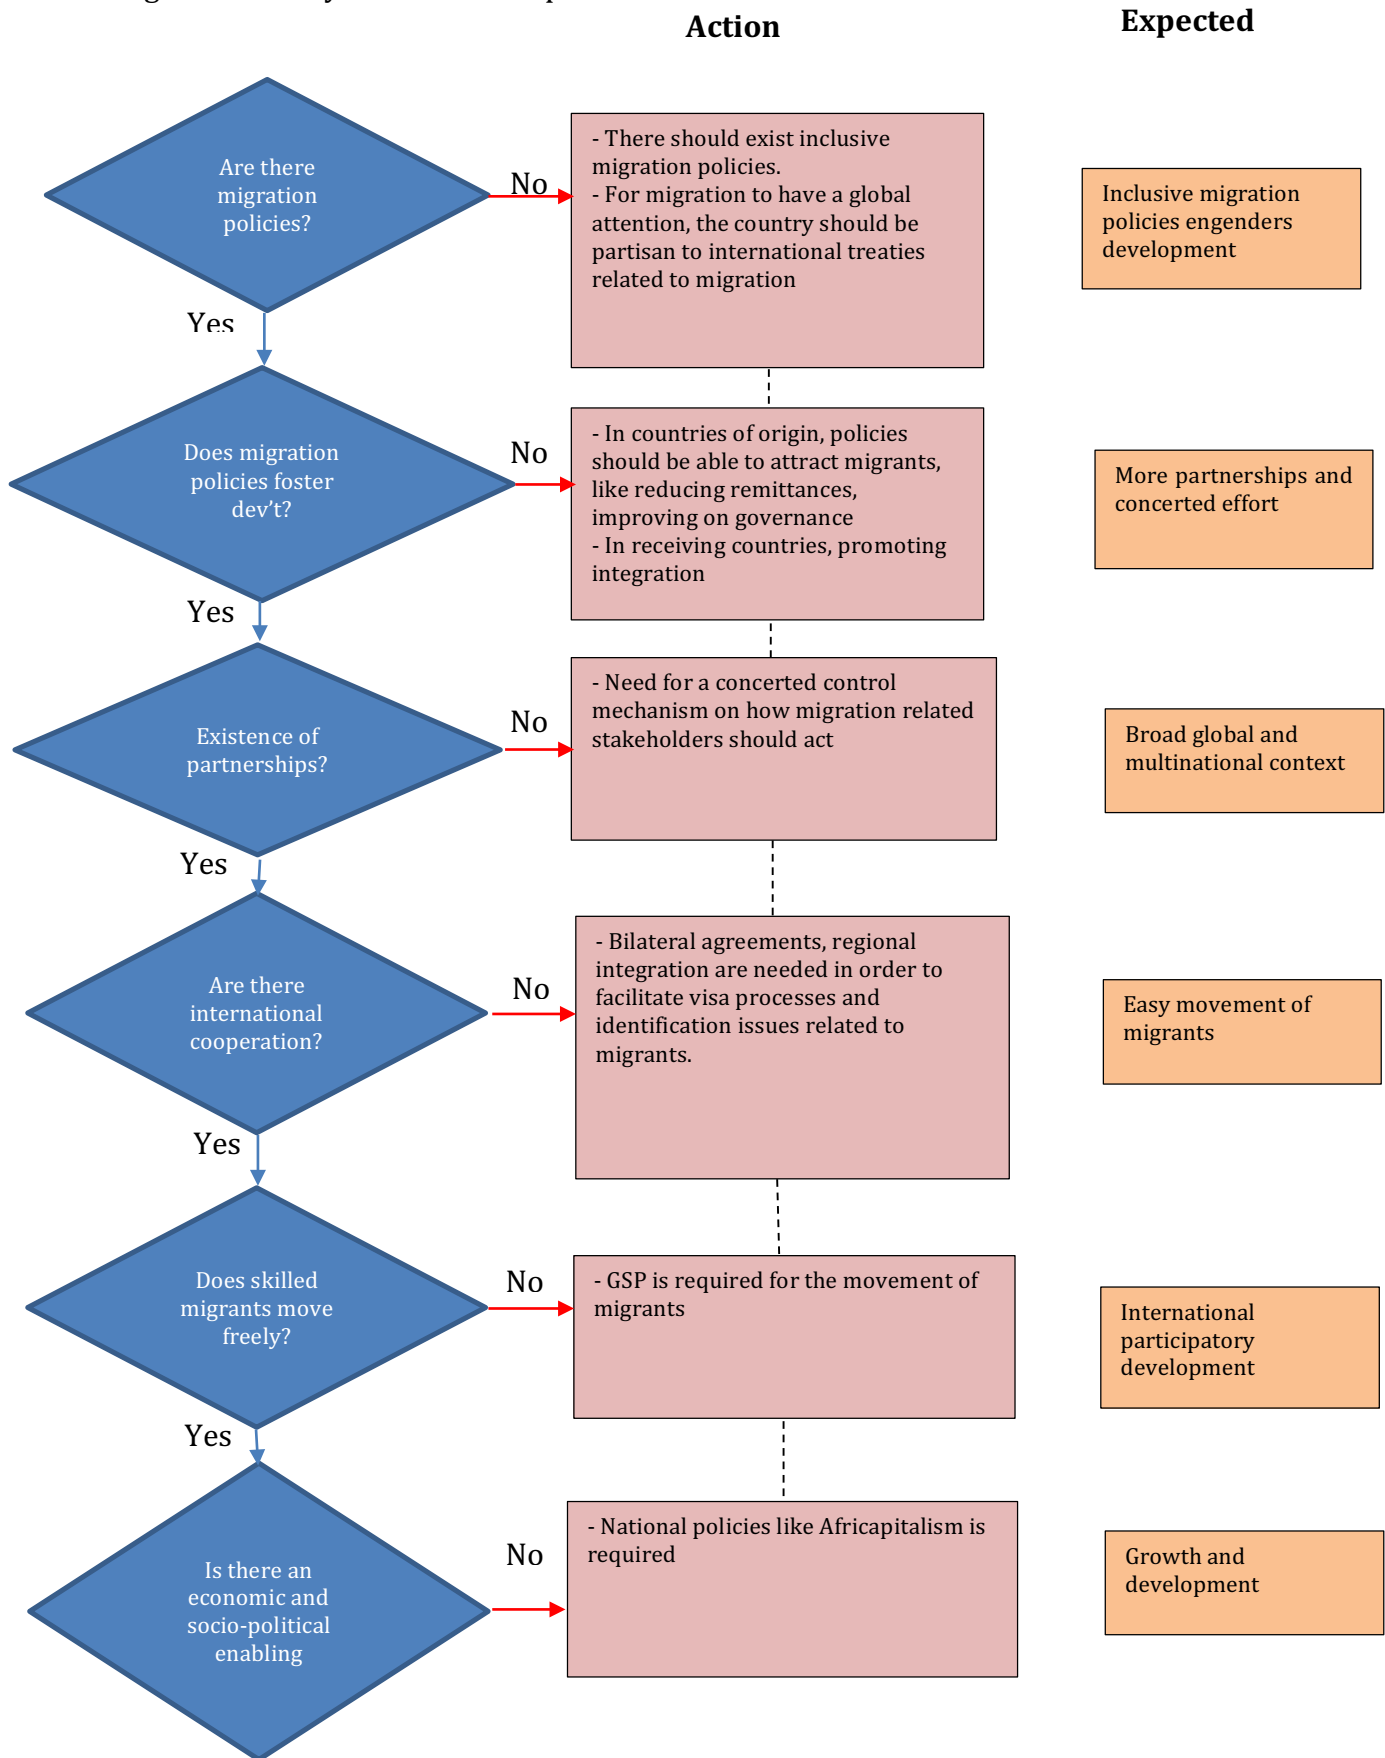 Action
Expected
Are there
migration
policies?
No
- There should exist inclusive
migration policies.
- For migration to have a global
attention, the country should be
partisan to international treaties
related to migration
Inclusive migration
policies engenders
development
Yes
Does migration
policies foster
dev't?
No
- In countries of origin, policies
should be able to attract migrants,
like reducing remittances,
improving on governance
- In receiving countries, promoting
integration
More partnerships and
concerted effort
Yes
Existence of
partnerships?
No
- Need for a concerted control
mechanism on how migration related
stakeholders should act
Broad global and
multinational context
Yes
Are there
international
cooperation?
No
- Bilateral agreements, regional
integration are needed in order to
facilitate visa processes and
identification issues related to
migrants.
Easy movement of
migrants
Yes
Does skilled
migrants move
freely?
No
- GSP is required for the movement of
migrants
International
participatory
development
Yes
Is there an
economic and
socio-political
enabling
No
- National policies like Africapitalism is
required
Growth and
development